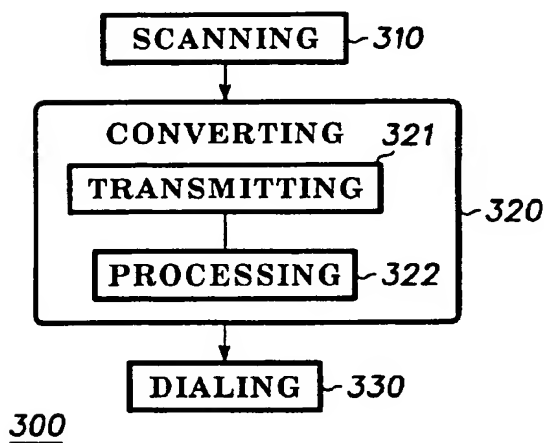 SCANNING 310
CONVERTING
321
TRANSMITTING
320
PROCESSING 322
DIALING 330
300